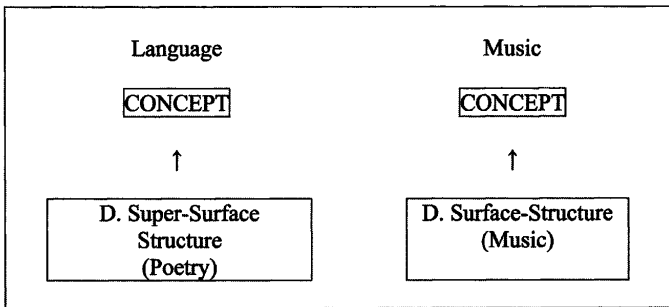 Language Music
CONCEPT CONCEPT
↑ ↑
D. Super-Surface D. Surface-Structure
Structure (Music)
(Poetry)